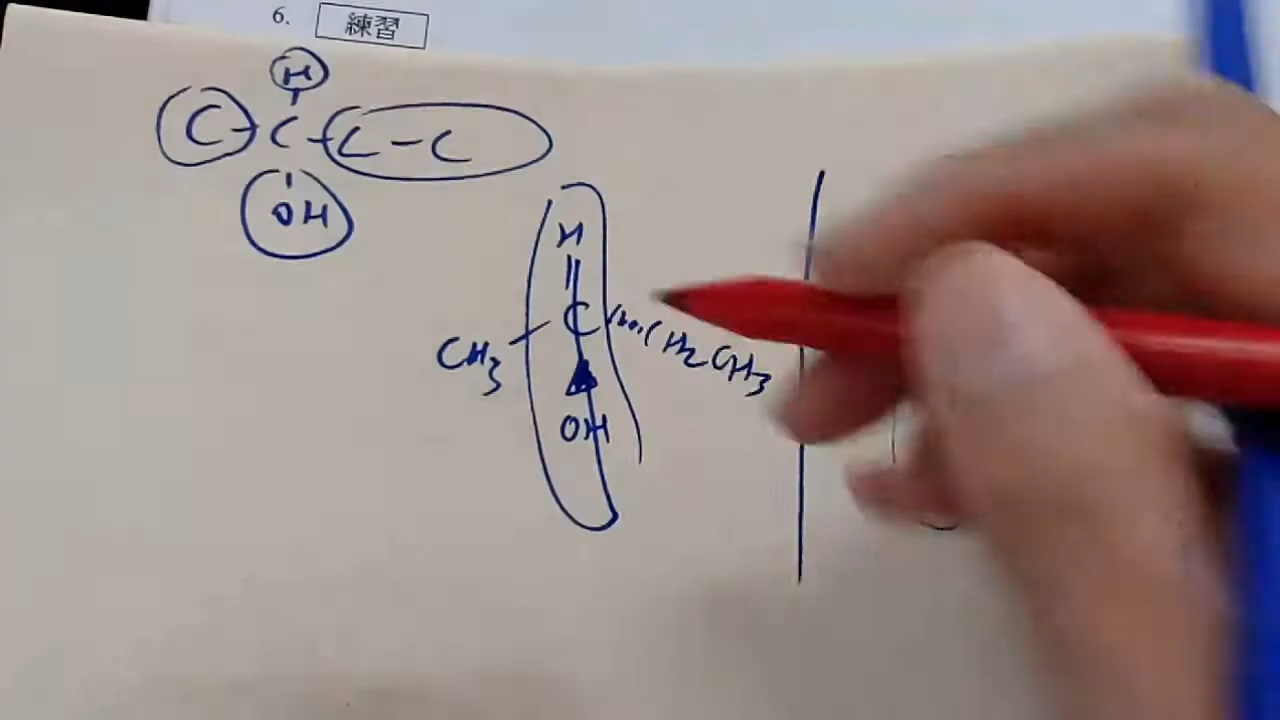 6. 練習
H
C-C-C-C
OH
H
C
CH3
CH2CH3
OH